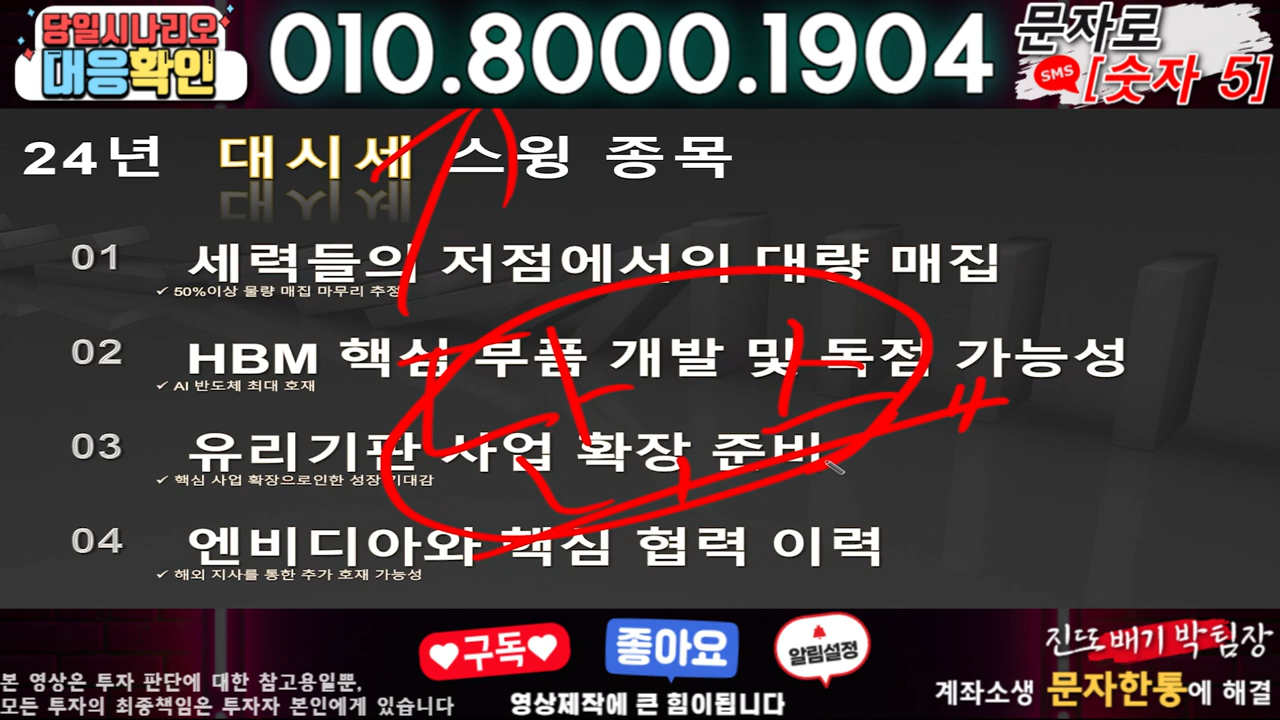 당일시나리오
대응확인
010.8000.1904
문자로
SMS
[숫자 5]
24년 대시세 스윙 종목
01 세력들의 저점에서의 대량 매집
✓ 50%이상 물량 매집 마무리 추정
02 HBM 핵심 부품 개발 및 독점 가능성
✓ AI 반도체 최대 호재
03 유리기판 사업 확장 준비
✓ 핵심 사업 확장으로인한 성장 기대감
04 엔비디아와 핵심 협력 이력
✓ 해외 지사를 통한 추가 호재 가능성
구독
좋아요
알림설정
영상제작에 큰 힘이됩니다
본 영상은 투자 판단에 대한 참고용일뿐,
모든 투자의 최종책임은 투자자 본인에게 있습니다
진또배기 박팀장
계좌소생 문자한통에 해결